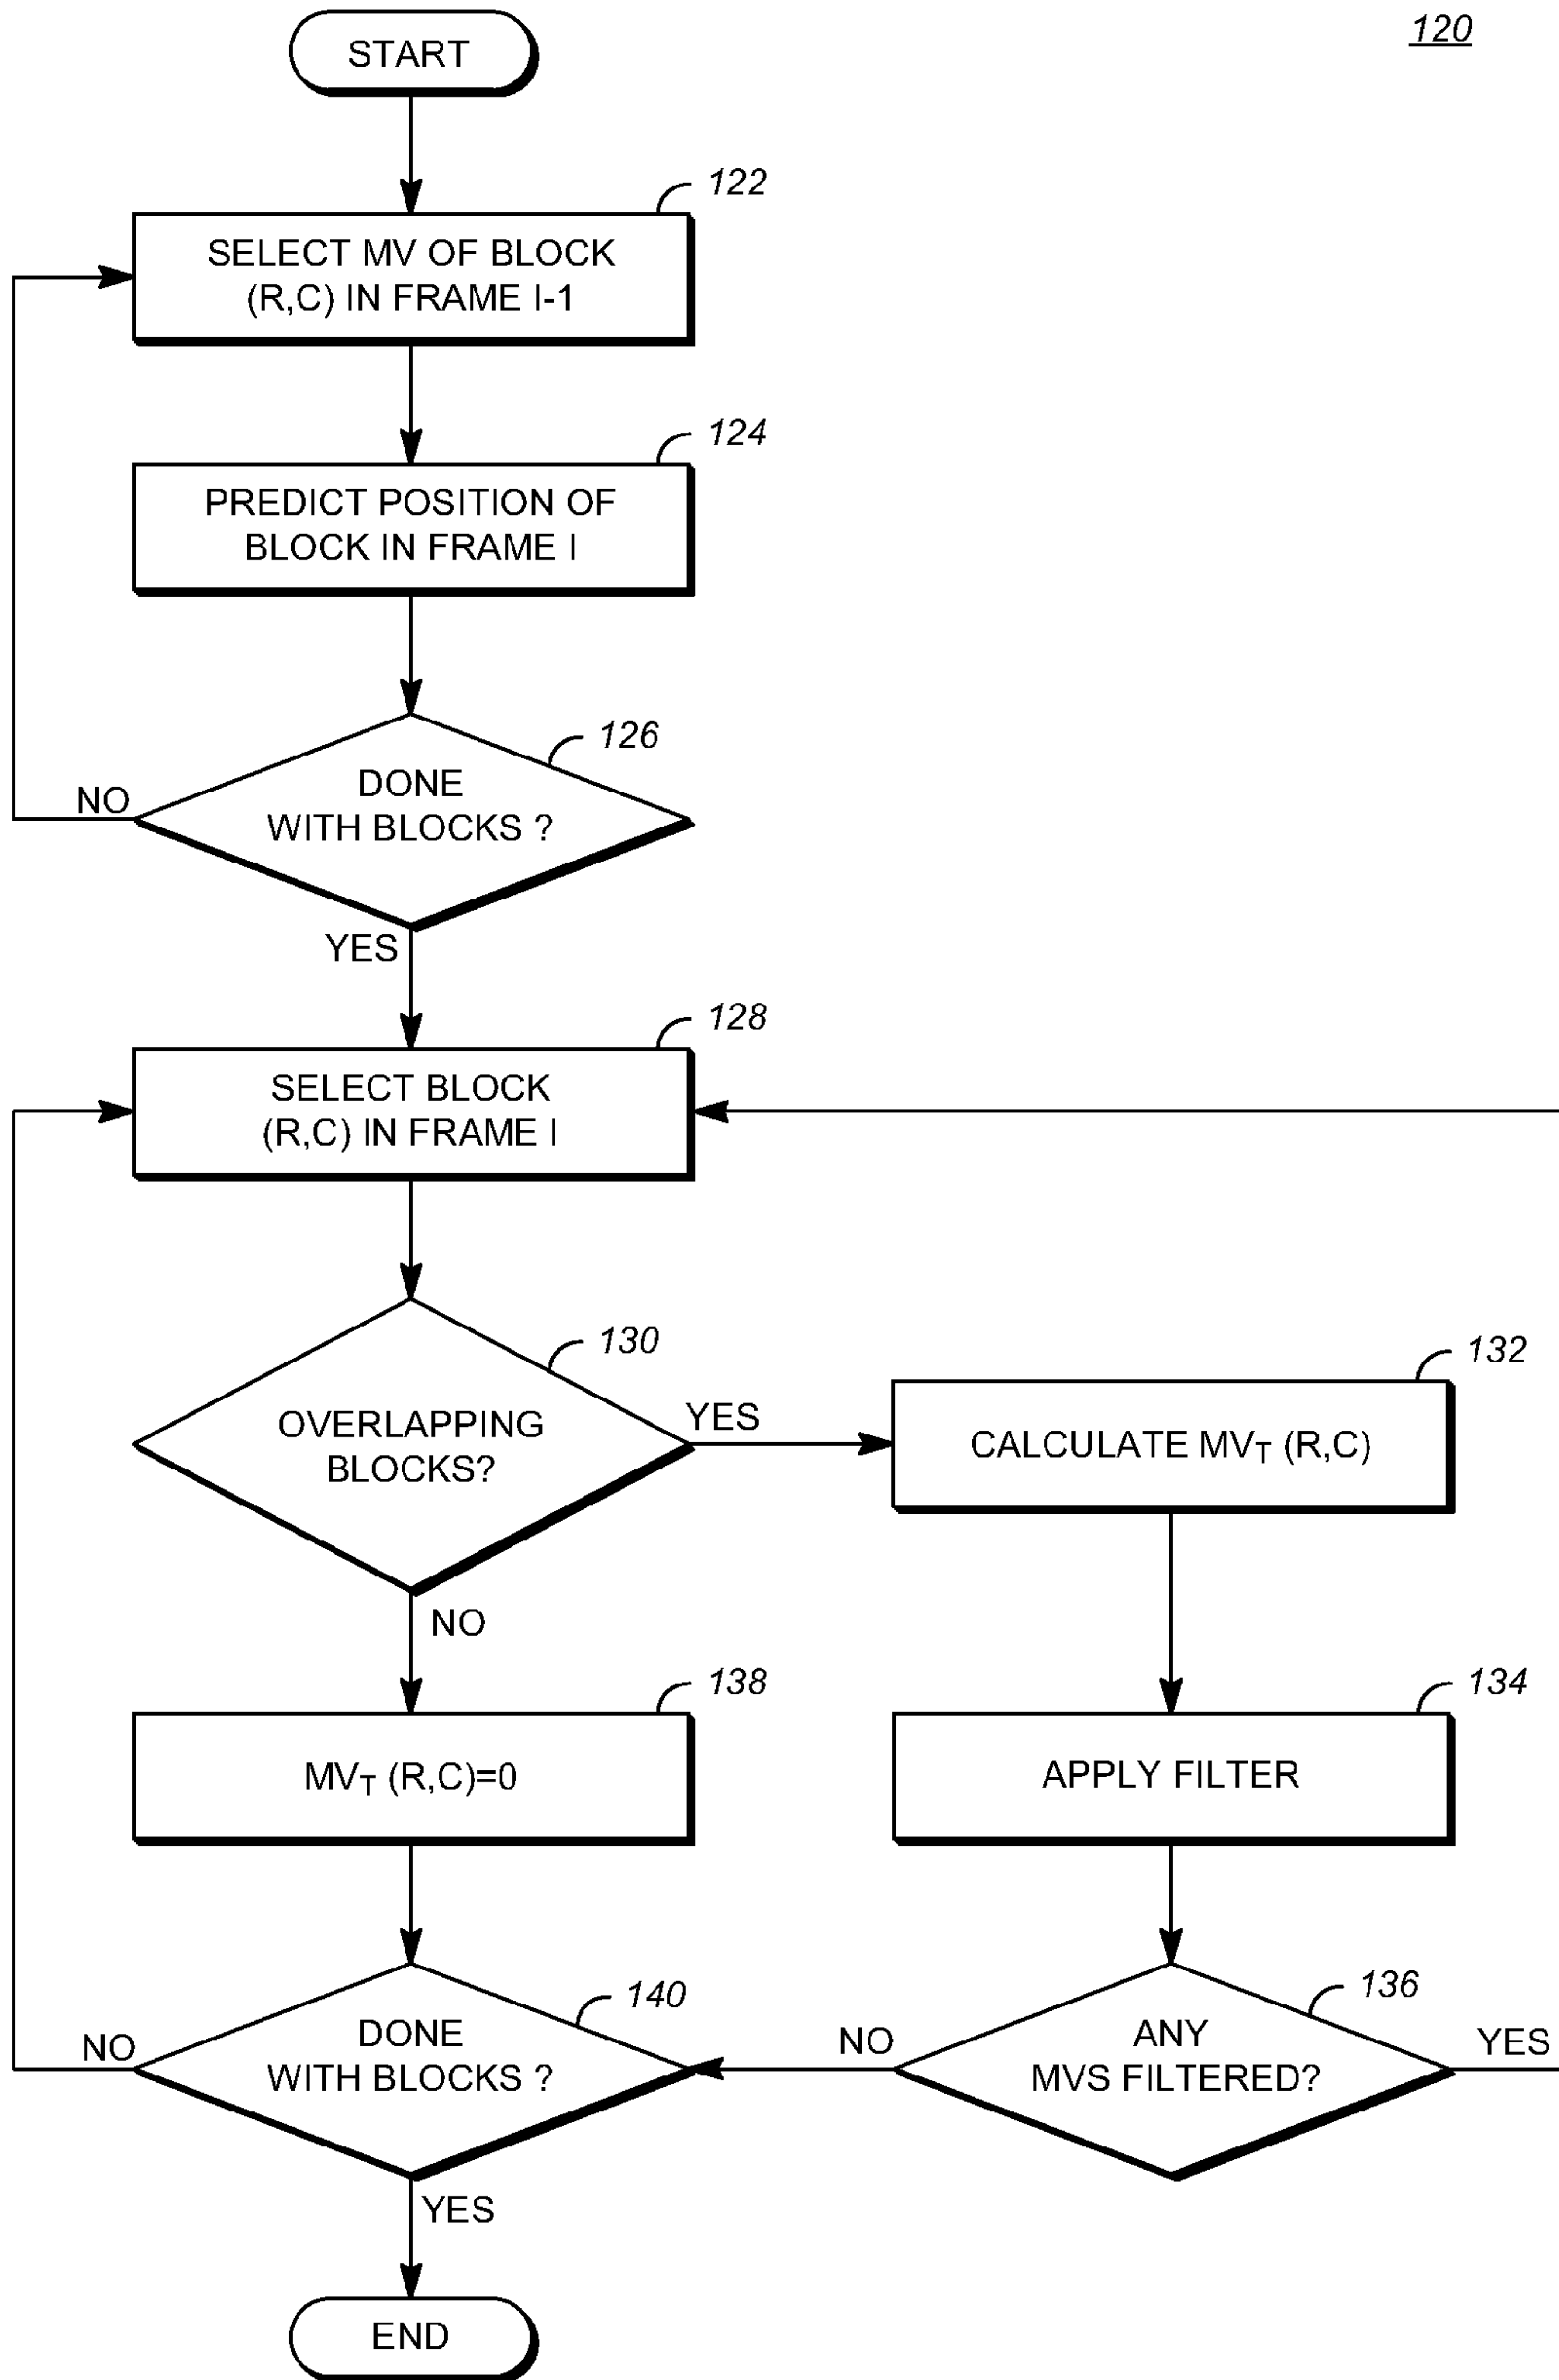 120
START
122
SELECT MV OF BLOCK
(R,C) IN FRAME I-1
124
PREDICT POSITION OF
BLOCK IN FRAME I
126
DONE
WITH BLOCKS ?
NO
YES
128
SELECT BLOCK
(R,C) IN FRAME I
130
OVERLAPPING
BLOCKS?
YES
NO
132
CALCULATE MVT (R,C)
138
MVT (R,C)=0
134
APPLY FILTER
140
DONE
WITH BLOCKS ?
NO
YES
136
ANY
MVS FILTERED?
NO
YES
END